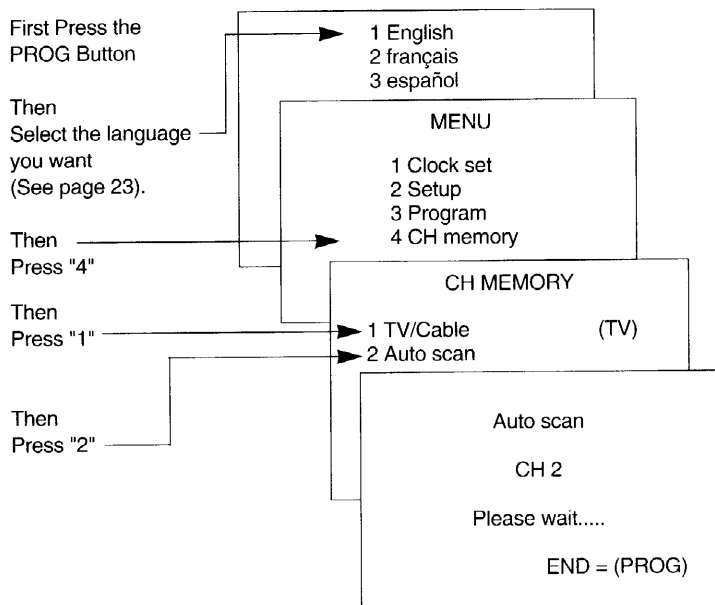 First Press the
PROG Button
Then
Select the language
you want
(See page 23).
Then
Press "4"
Then
Press "1"
Then
Press "2"
1 English
2 français
3 español
MENU
1 Clock set
2 Setup
3 Program
4 CH memory
CH MEMORY
1 TV/Cable (TV)
2 Auto scan
Auto scan
CH 2
Please wait.....
END = (PROG)